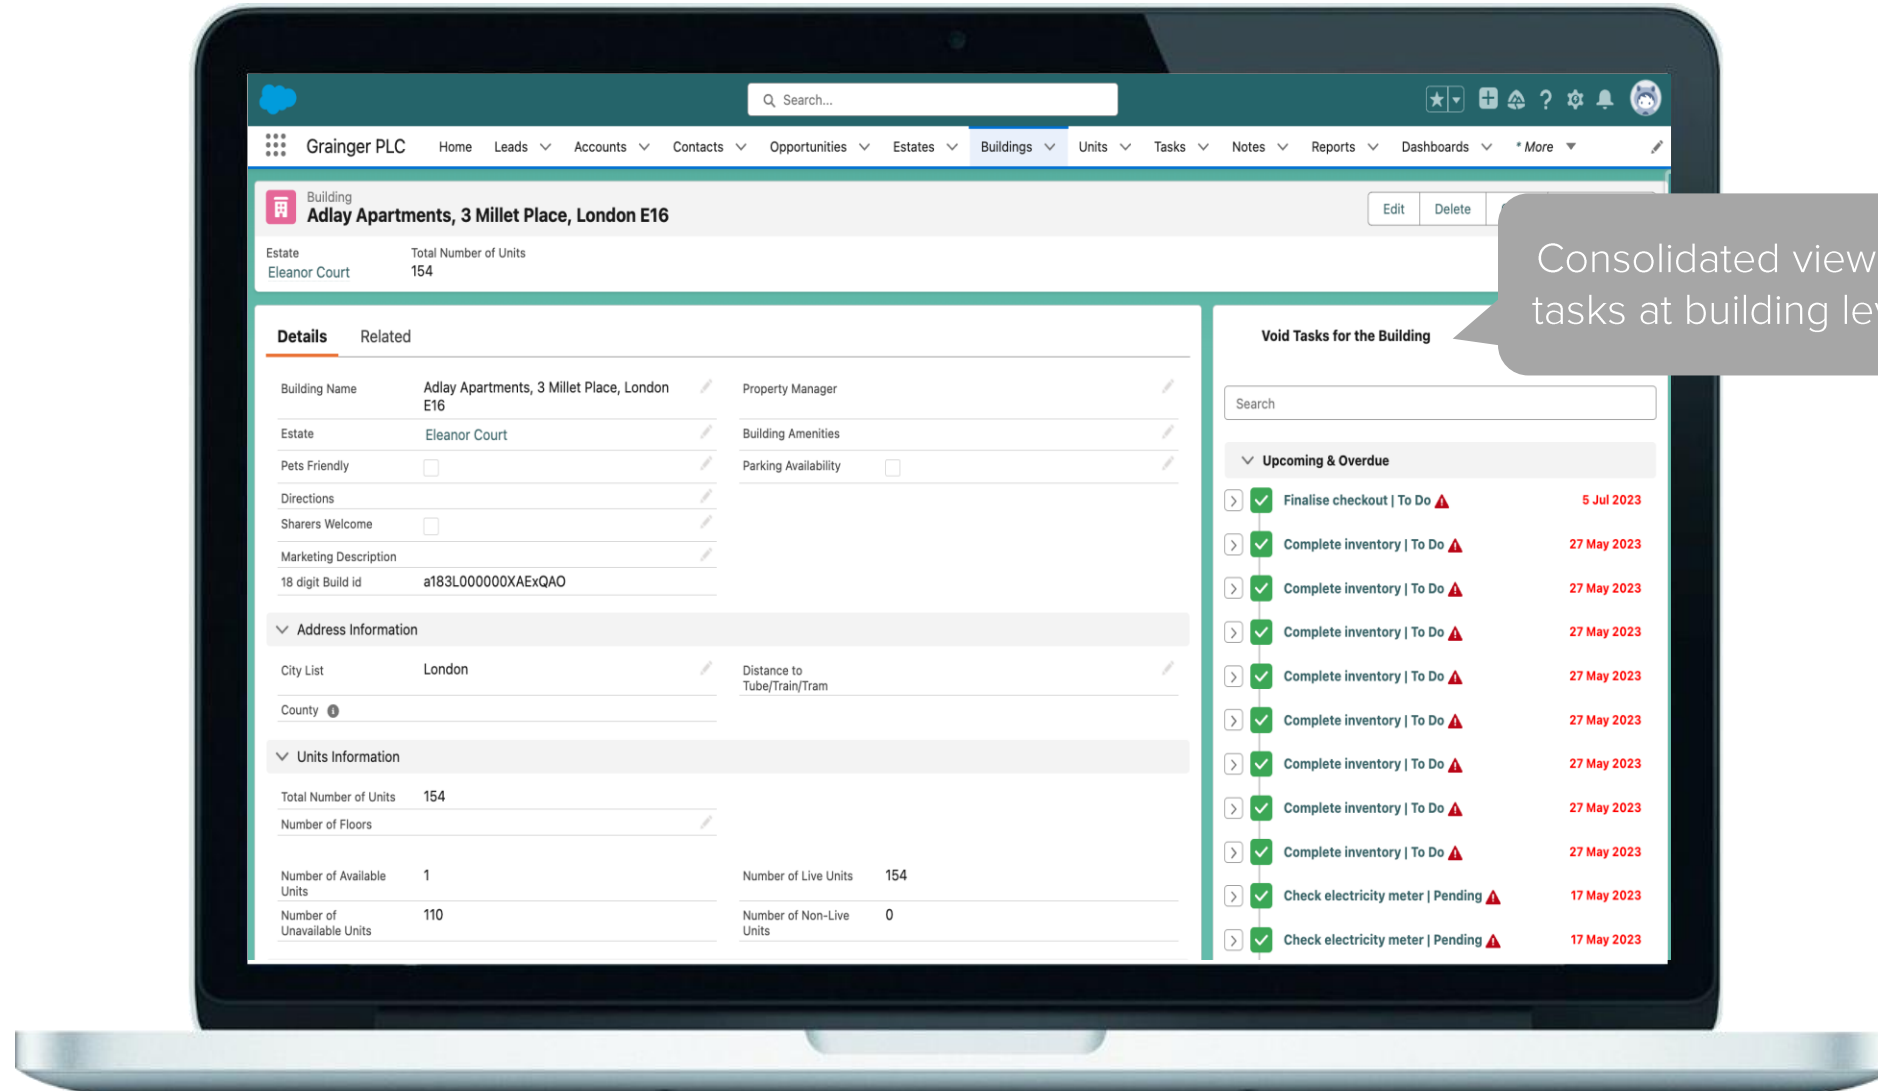 Search...
Grainger PLC Home Leads Accounts Contacts Opportunities Estates Buildings Units Tasks Notes Reports Dashboards * More
Building
Adlay Apartments, 3 Millet Place, London E16
Edit Delete
Estate Total Number of Units
Eleanor Court 154
Consolidated view
tasks at building
Details Related
Void Tasks for the Building
Building Name Adlay Apartments, 3 Millet Place, London
E16
Property Manager
Search
Estate Eleanor Court Building Amenities
Pets Friendly Parking Availability
Upcoming & Overdue
Directions
Finalise checkout | To Do 5 Jul 2023
Sharers Welcome
Complete inventory | To Do 27 May 2023
Marketing Description
18 digit Build id a183L000000XAExQAO
Complete inventory | To Do 27 May 2023
Address Information
Complete inventory | To Do 27 May 2023
City List London Distance to
Tube/Train/Tram
Complete inventory | To Do 27 May 2023
County
Complete inventory | To Do 27 May 2023
Units Information
Complete inventory | To Do 27 May 2023
Total Number of Units 154
Complete inventory | To Do 27 May 2023
Number of Floors
Complete inventory | To Do 27 May 2023
Number of Available
Units
1 Number of Live Units 154
Check electricity meter | Pending 17 May 2023
Number of
Unavailable Units
110 Number of Non-Live
Units
0
Check electricity meter | Pending 17 May 2023